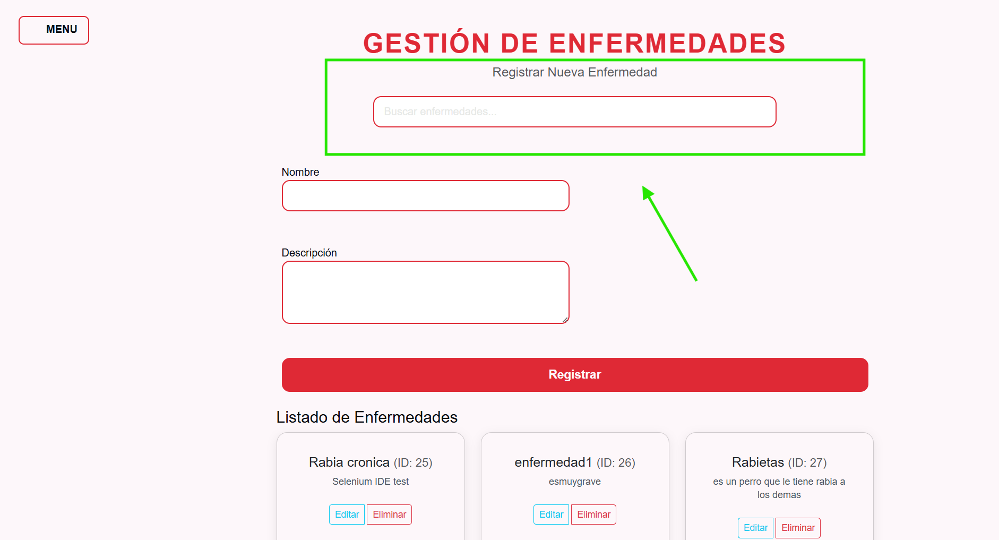 MENU
GESTIÓN DE ENFERMEDADES
Registrar Nueva Enfermedad
Buscar enfermedades...
Nombre
Descripción
Registrar
Listado de Enfermedades
Rabia cronica (ID: 25)
Selenium IDE test
Editar Eliminar
enfermedad1 (ID: 26)
esmuygrave
Editar Eliminar
Rabietas (ID: 27)
es un perro que le tiene rabia a
los demas
Editar Eliminar